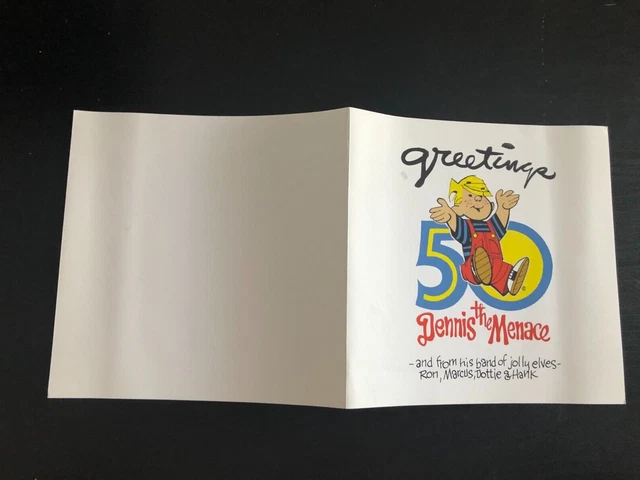 greetings
50
Dennis the Menace
-and from his band of jolly elves-
Ron, Marcus, Dottie & Hank